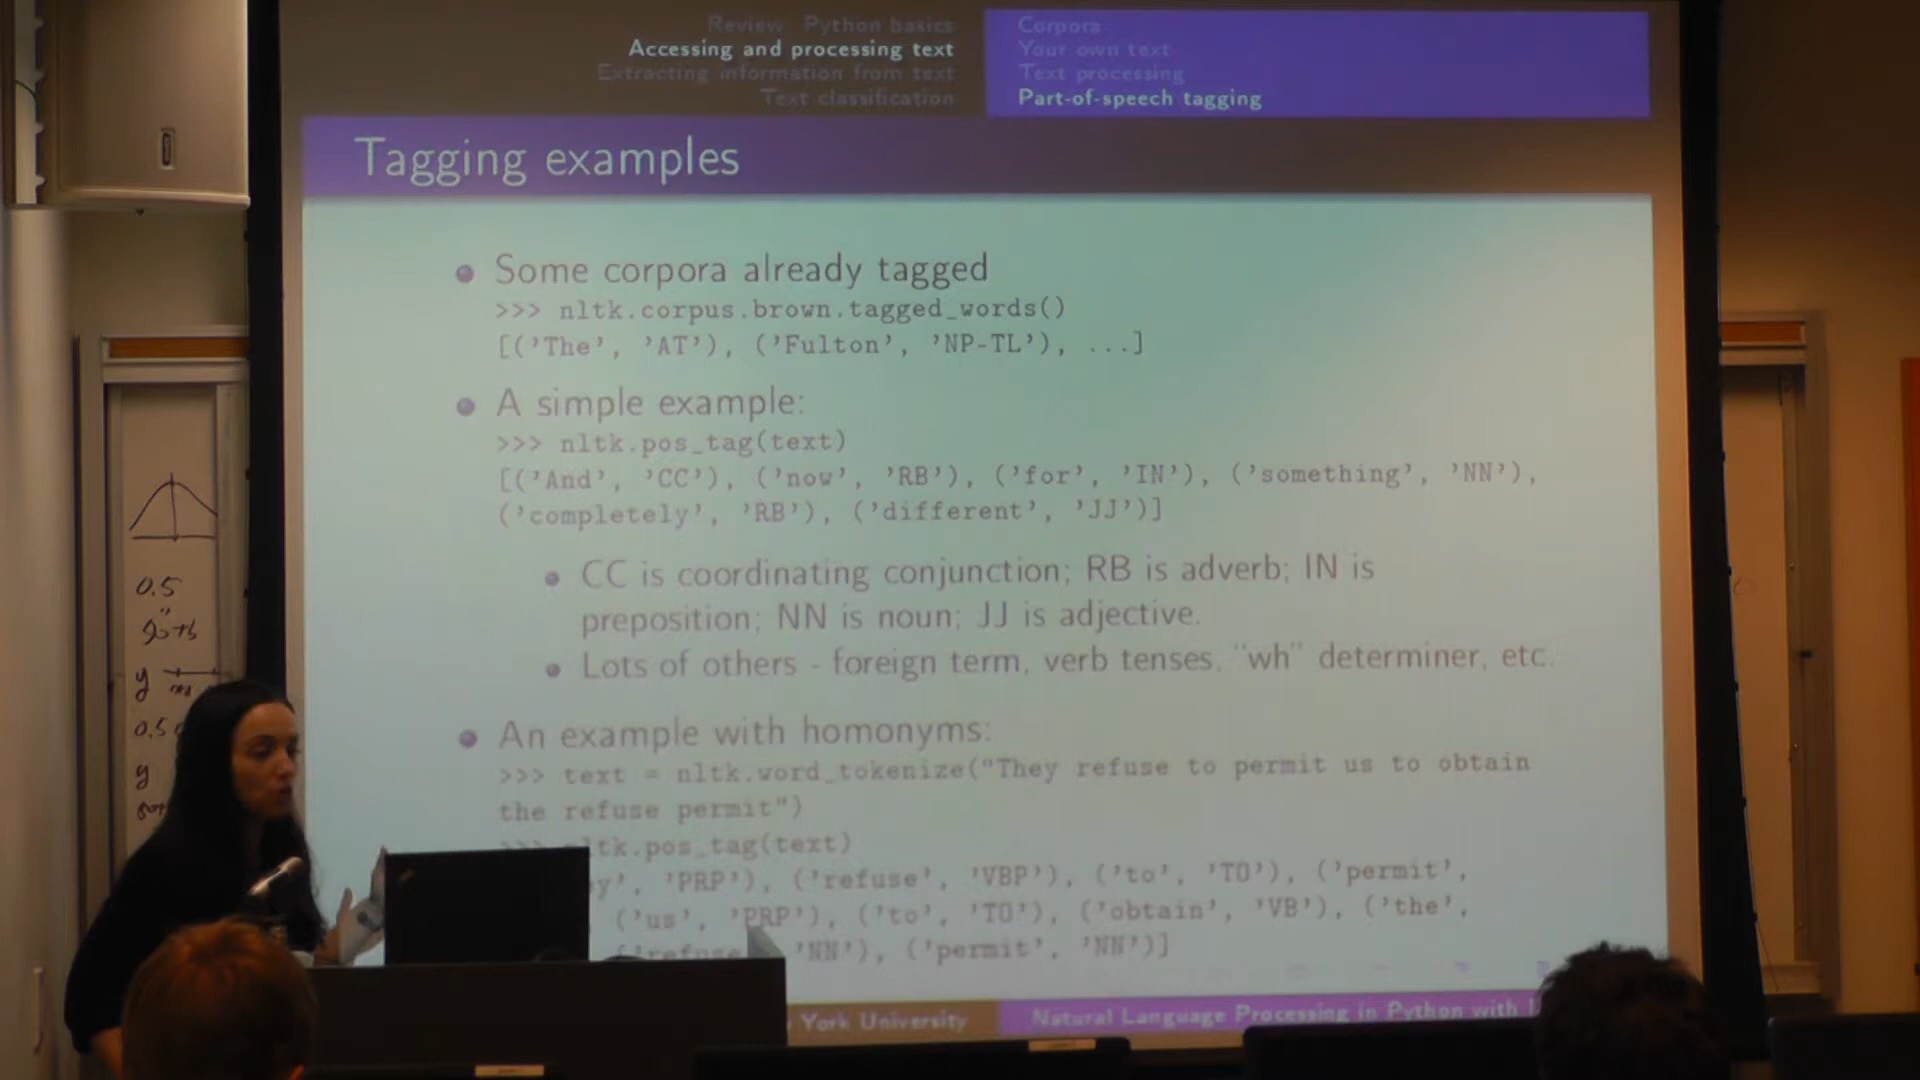 Review: Python basics
Accessing and processing text
Extracting information from text
Text classification
Corpora
Your own text
Text processing
Part-of-speech tagging
Tagging examples
Some corpora already tagged
>>> nltk.corpus.brown.tagged_words()
[('The', 'AT'), ('Fulton', 'NP-TL'), ...]
A simple example:
>>> nltk.pos_tag(text)
[('And', 'CC'), ('now', 'RB'), ('for', 'IN'), ('something', 'NN'),
('completely', 'RB'), ('different', 'JJ')]
CC is coordinating conjunction; RB is adverb; IN is
preposition; NN is noun; JJ is adjective.
Lots of others - foreign term, verb tenses, "wh" determiner, etc.
An example with homonyms:
>>> text = nltk.word_tokenize("They refuse to permit us to obtain
the refuse permit")
>>> ltk.pos_tag(text)
y', 'PRP'), ('refuse', 'VBP'), ('to', 'TO'), ('permit',
('us', 'PRP'), ('to', 'TO'), ('obtain', 'VB'), ('the',
('refuse 'NN'), ('permit', 'NN')]
York University
Natural Language Processing in Python with
0.5
y
0.5
y